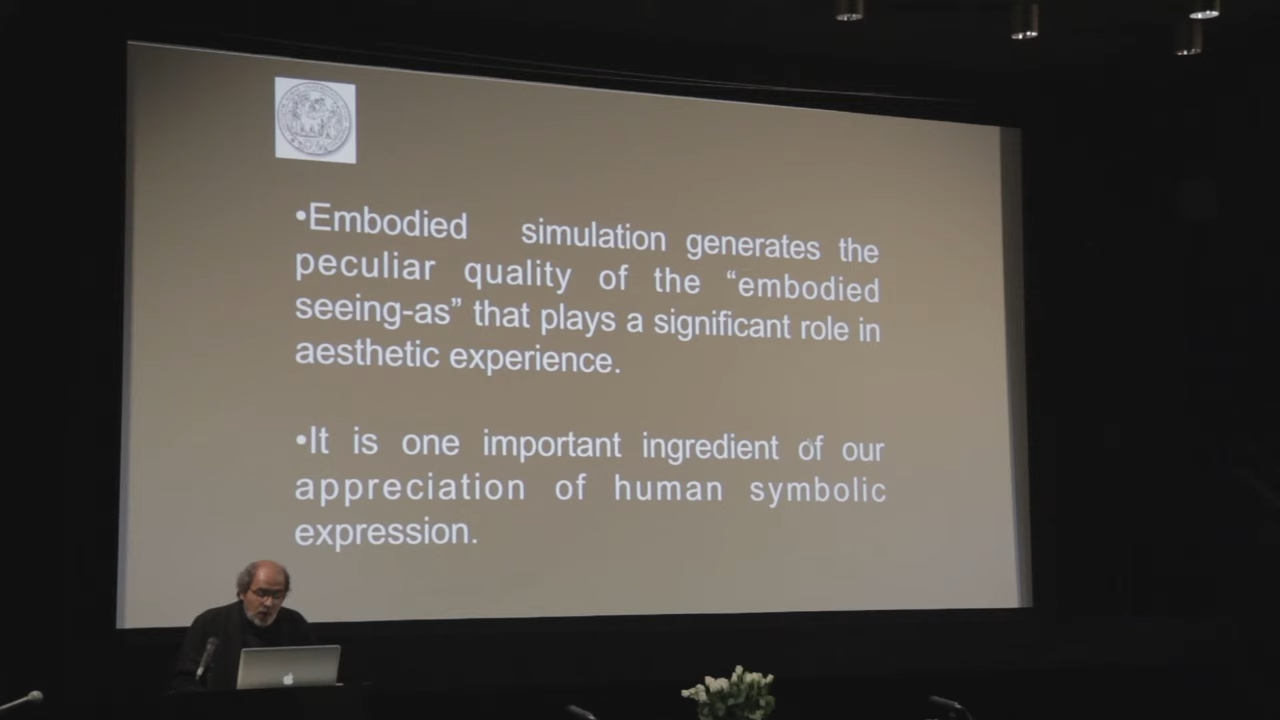 •Embodied simulation generates the
peculiar quality of the “embodied
seeing-as” that plays a significant role in
aesthetic experience.
•It is one important ingredient of our
appreciation of human symbolic
expression.